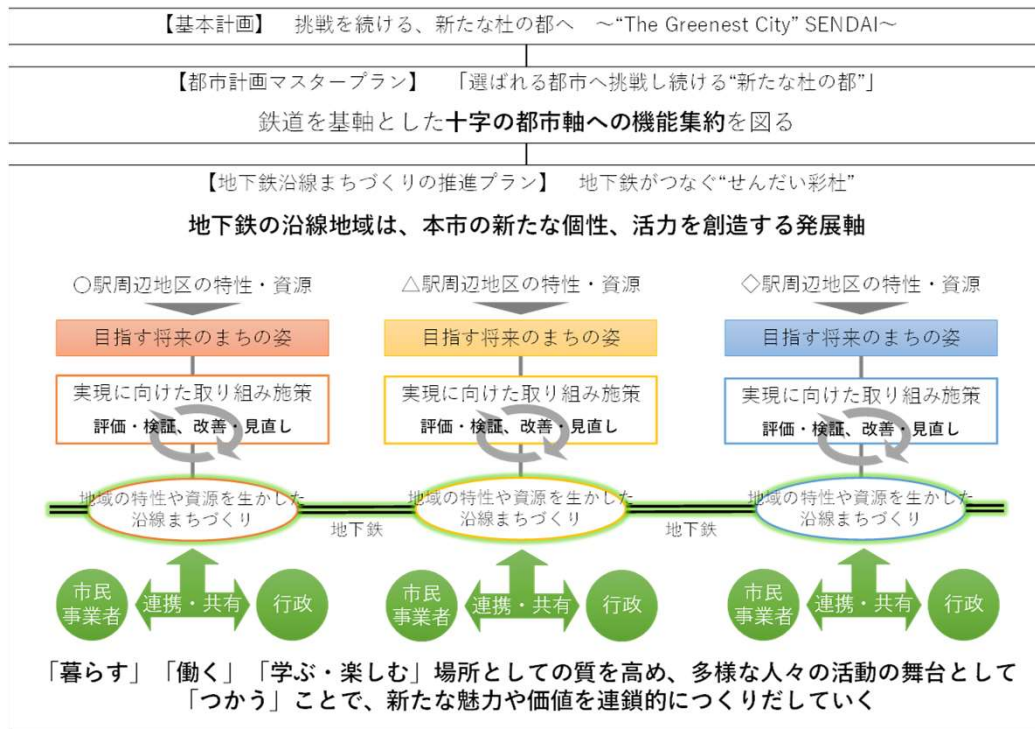 【基本計画】　挑戦を続ける、新たな杜の都へ　～“The Greenest City” SENDAI～
【都市計画マスタープラン】　「選ばれる都市へ挑戦し続ける“新たな杜の都”」
鉄道を基軸とした十字の都市軸への機能集約を図る
【地下鉄沿線まちづくりの推進プラン】　地下鉄がつなぐ“せんだい彩杜”
地下鉄の沿線地域は、本市の新たな個性、活力を創造する発展軸
○駅周辺地区の特性・資源
目指す将来のまちの姿
実現に向けた取り組み施策
評価・検証、改善・見直し
地域の特性や資源を生かした
沿線まちづくり
市民
事業者
連携・共有
行政
地下鉄
△駅周辺地区の特性・資源
目指す将来のまちの姿
実現に向けた取り組み施策
評価・検証、改善・見直し
地域の特性や資源を生かした
沿線まちづくり
市民
事業者
連携・共有
行政
地下鉄
◇駅周辺地区の特性・資源
目指す将来のまちの姿
実現に向けた取り組み施策
評価・検証、改善・見直し
地域の特性や資源を生かした
沿線まちづくり
市民
事業者
連携・共有
行政
「暮らす」「働く」「学ぶ・楽しむ」場所としての質を高め、多様な人々の活動の舞台として
「つかう」ことで、新たな魅力や価値を連鎖的につくりだしていく